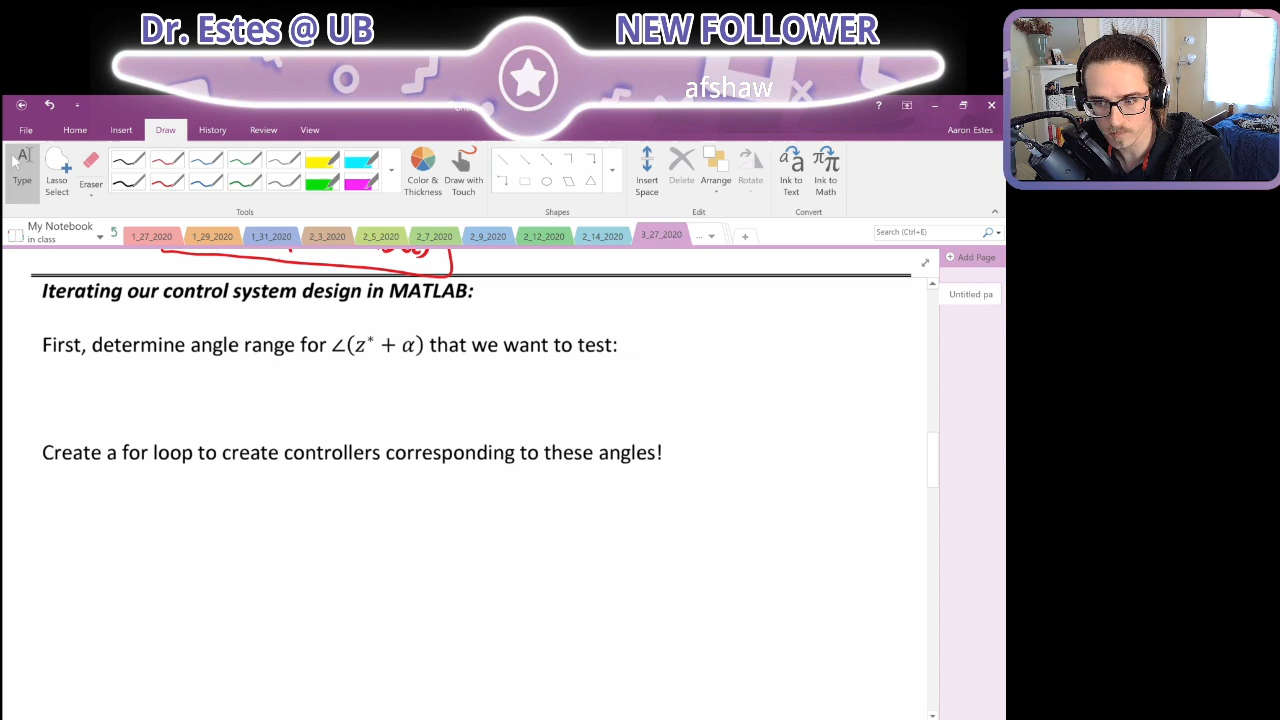 Dr. Estes @ UB
NEW FOLLOWER
afshaw
Aaron Estes
File Home Insert Draw History Review View
Type
Lasso Select
Eraser
Color & Thickness
Draw with Touch
Insert Space
Delete
Arrange
Rotate
Ink to Text
Ink to Math
Tools
Shapes
Edit
Convert
My Notebook
in class
1_27_2020 1_29_2020 1_31_2020 2_3_2020 2_5_2020 2_7_2020 2_9_2020 2_12_2020 2_14_2020 3_27_2020 ...
Search (Ctrl+E)
Add Page
Untitled pa
Iterating our control system design in MATLAB:
First, determine angle range for ∠(z* + α) that we want to test:
Create a for loop to create controllers corresponding to these angles!